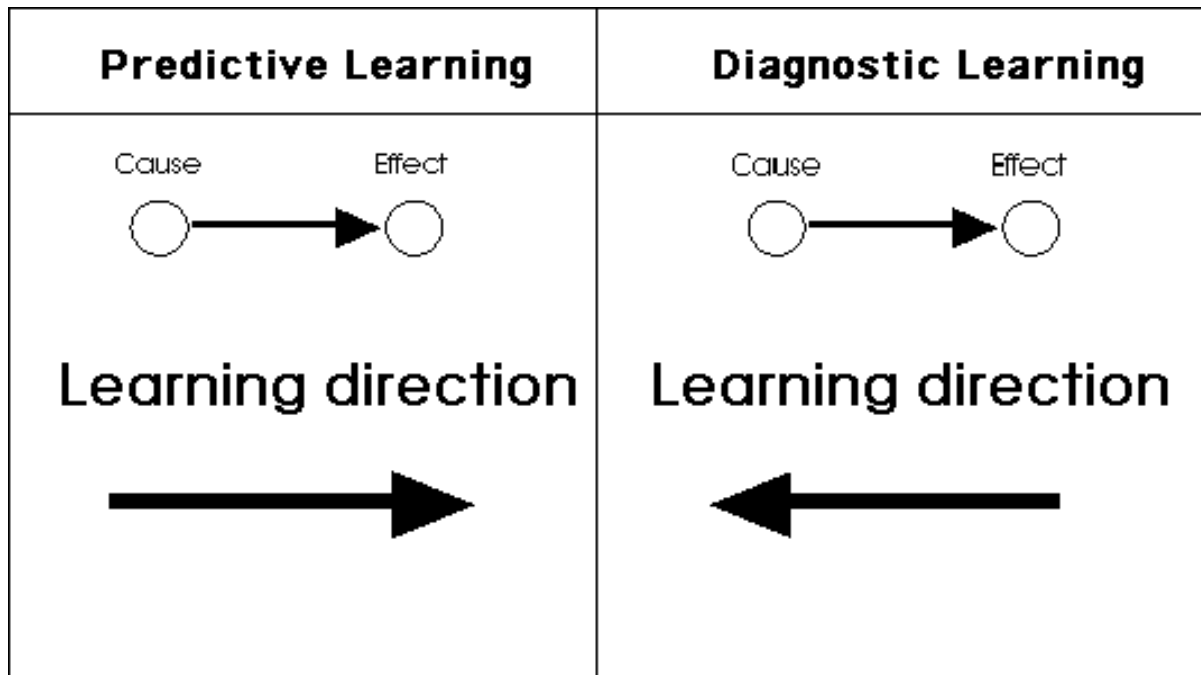 Predictive Learning
Diagnostic Learning
Cause
Effect
Cause
Effect
Learning direction
Learning direction